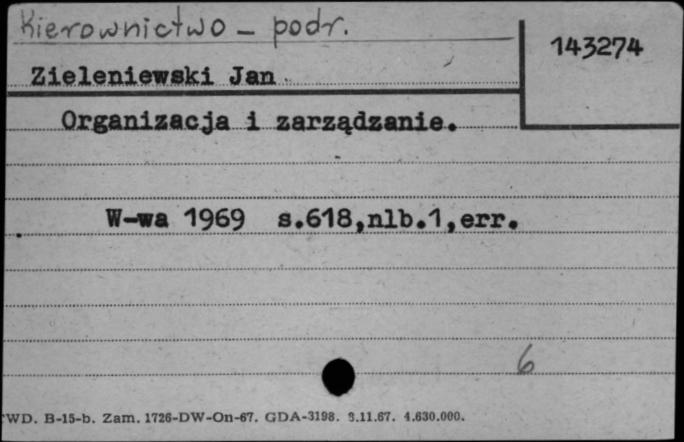 Kierownictwo – podr.
143274
Zieleniewski Jan
Organizacja i zarządzanie.
W-wa 1969 s.618,nlb.1,err.
6
WD. B-15-b. Zam. 1726-DW-On-67. GDA-3198. 3.11.67. 4.630.000.